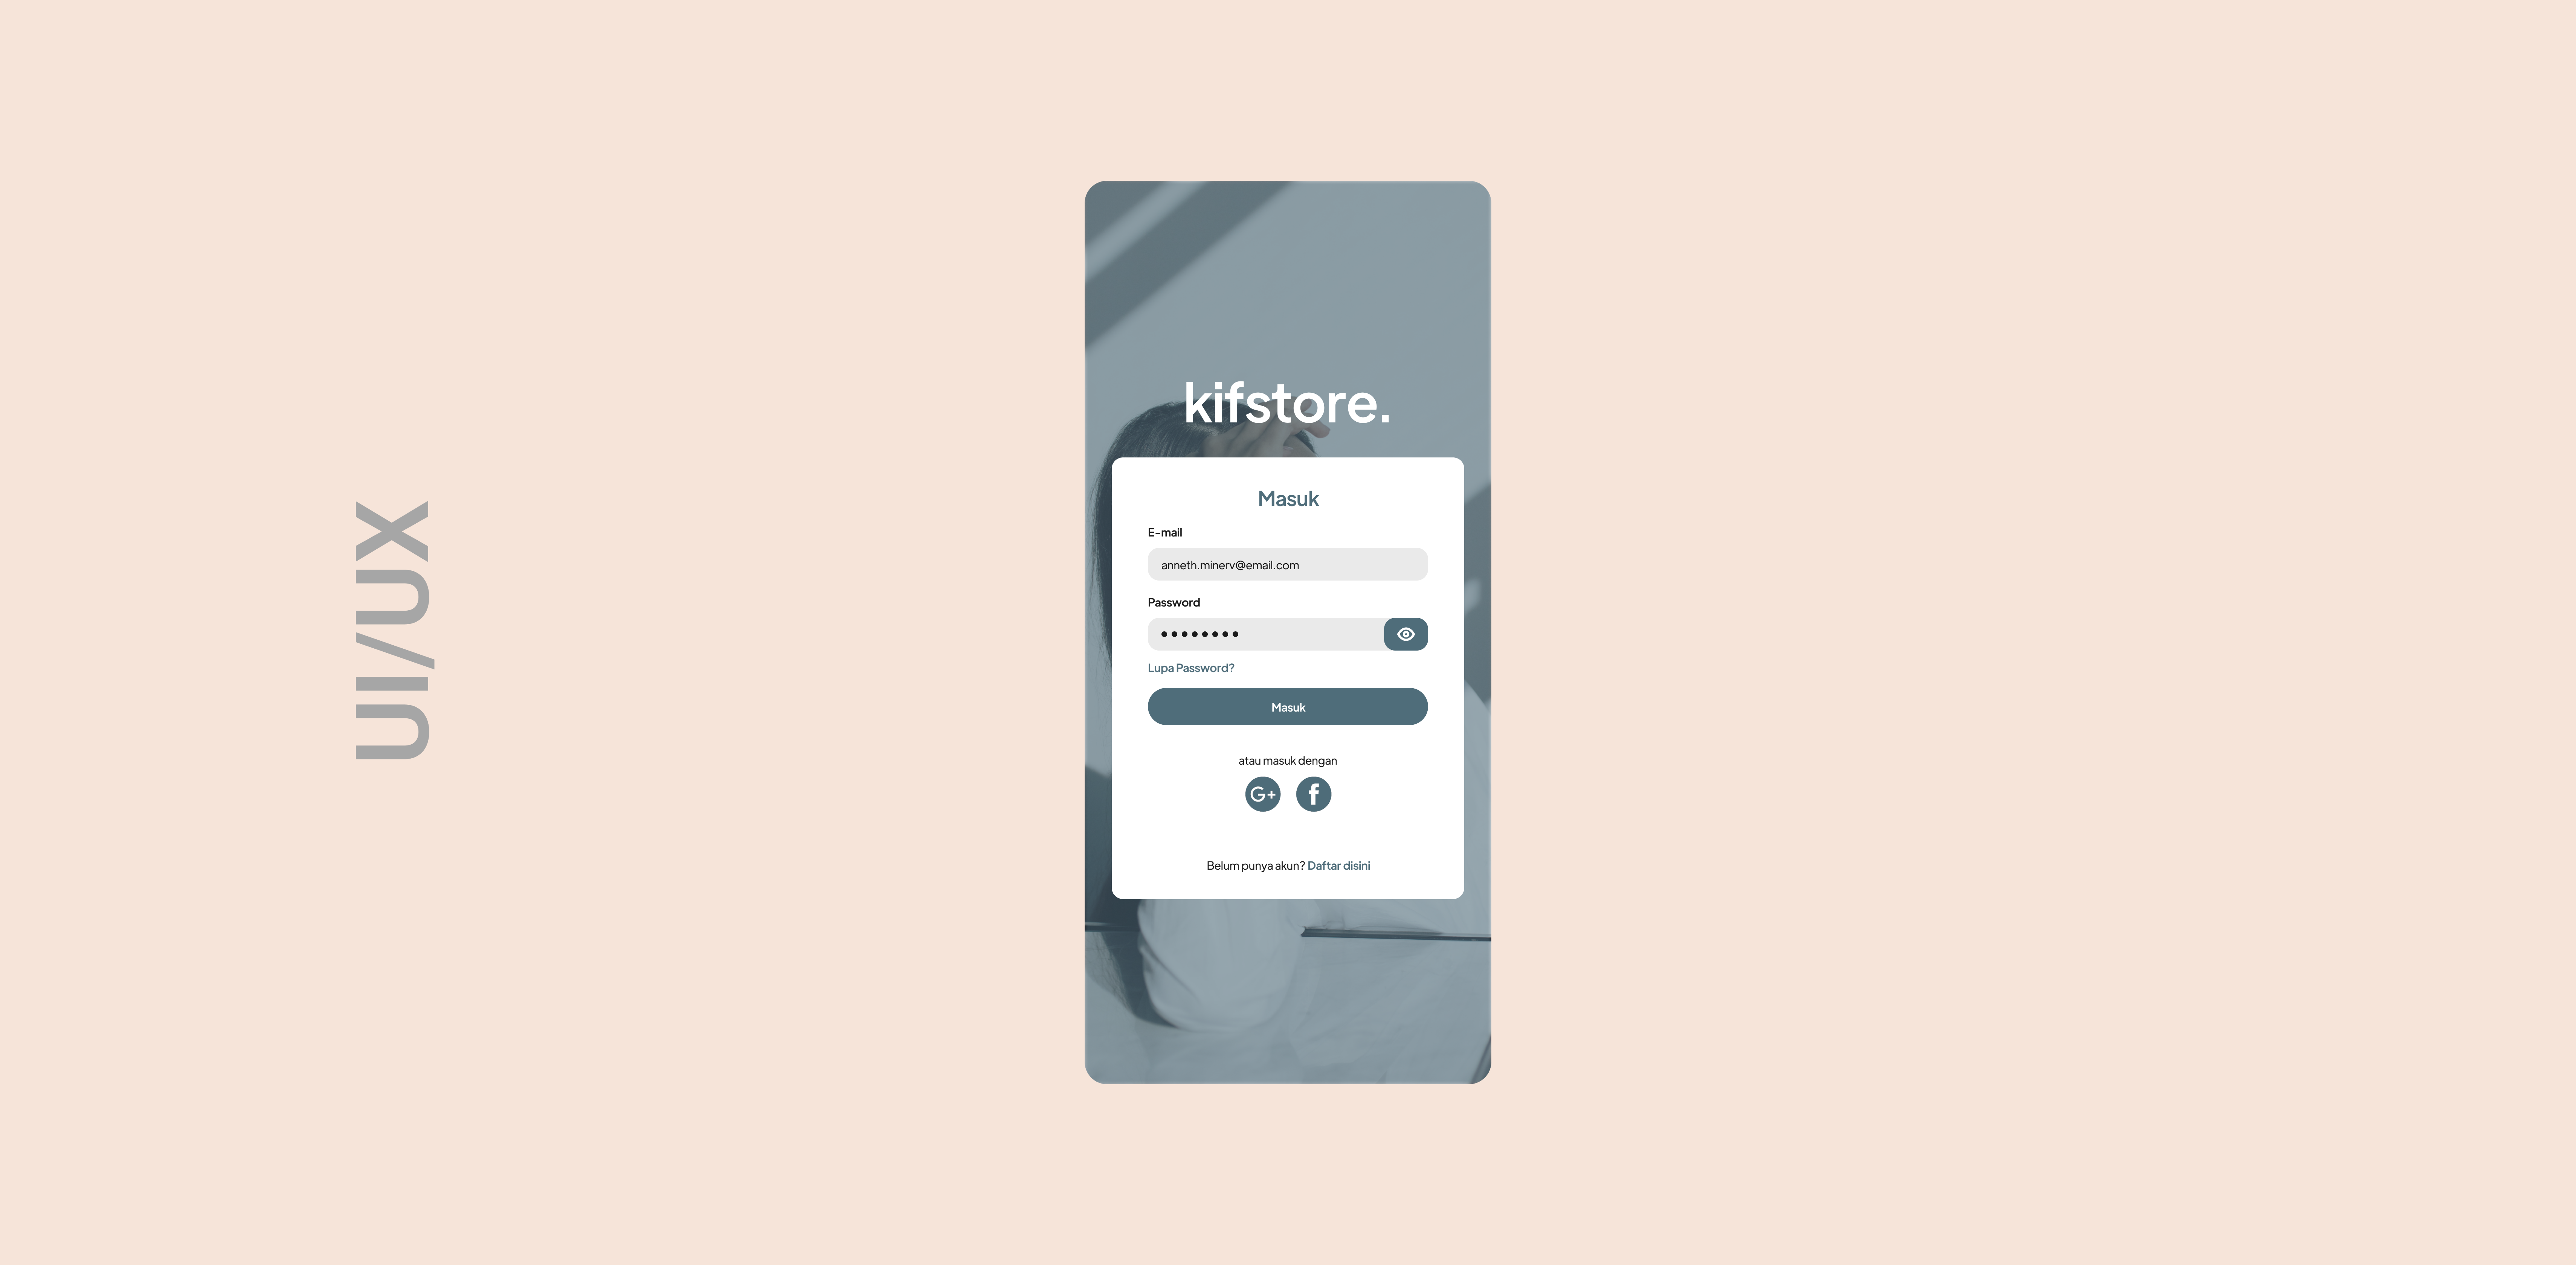 UI/UX
kifstore.
Masuk
E-mail
anneth.minerv@email.com
Password
Lupa Password?
Masuk
atau masuk dengan
G+ f
Belum punya akun? Daftar disini